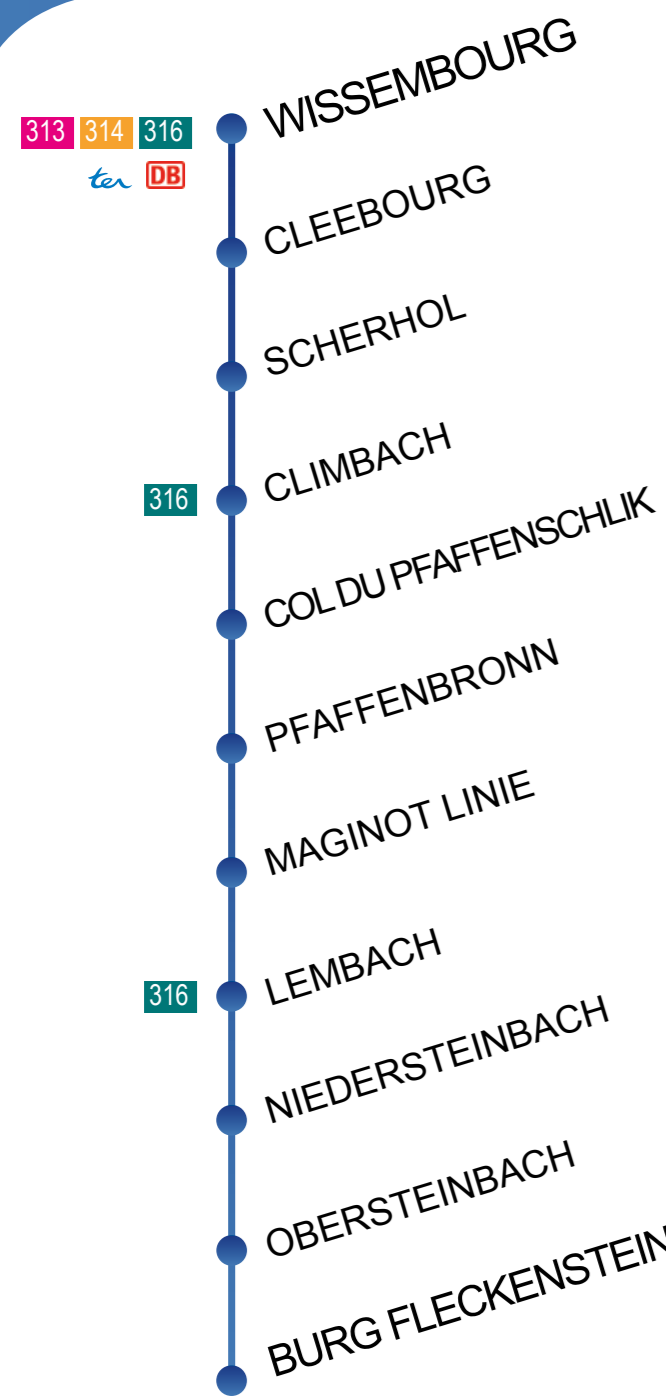 WISSEMBOURG
313 314 316
ter DB
CLEEBOURG
SCHERHOL
CLIMBACH
316
COL DU PFAFFENSCHLIK
PFAFFENBRONN
MAGINOT LINIE
LEMBACH
316
NIEDERSTEINBACH
OBERSTEINBACH
BURG FLECKENSTEIN